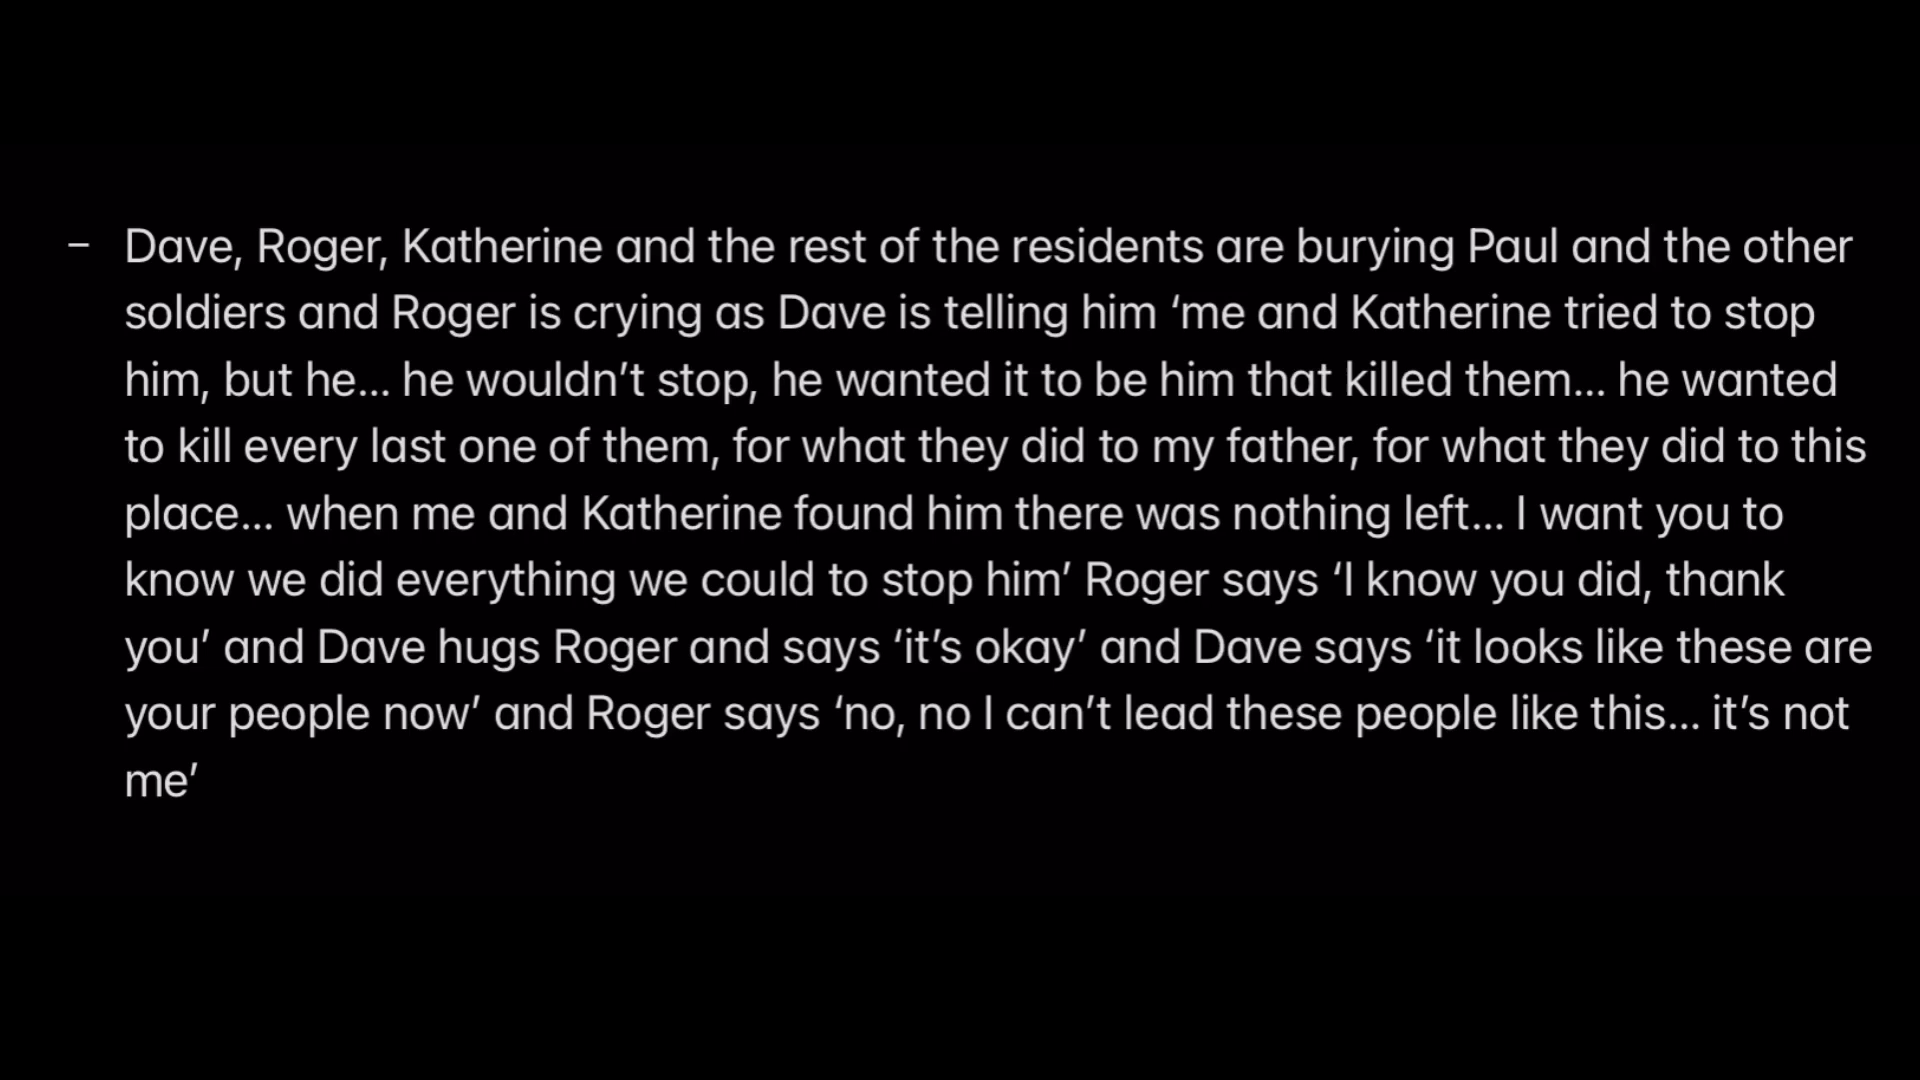 – Dave, Roger, Katherine and the rest of the residents are burying Paul and the other
soldiers and Roger is crying as Dave is telling him ‘me and Katherine tried to stop
him, but he... he wouldn’t stop, he wanted it to be him that killed them... he wanted
to kill every last one of them, for what they did to my father, for what they did to this
place... when me and Katherine found him there was nothing left... I want you to
know we did everything we could to stop him’ Roger says ‘I know you did, thank
you’ and Dave hugs Roger and says ‘it’s okay’ and Dave says ‘it looks like these are
your people now’ and Roger says ‘no, no I can’t lead these people like this... it’s not
me’